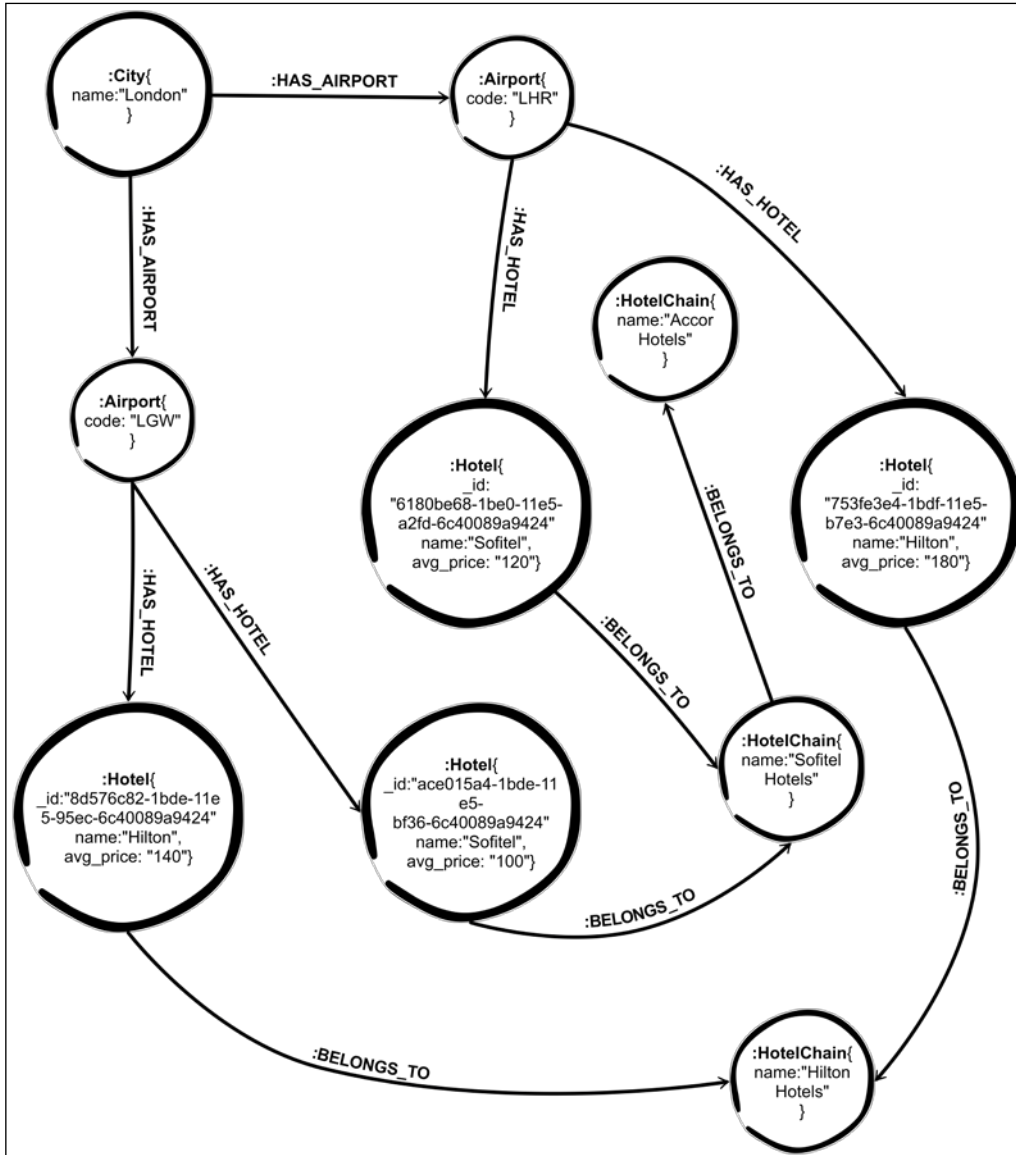 :City{
name:"London"
}
:HAS_AIRPORT
:Airport{
code: "LHR"
}
:HAS_AIRPORT
:HAS_HOTEL
:HAS_HOTEL
:HotelChain{
name:"Accor
Hotels"
}
:Airport{
code: "LGW"
}
:Hotel{
_id:
"6180be68-1be0-11e5-
a2fd-6c40089a9424"
name:"Sofitel",
avg_price: "120"}
:Hotel{
_id:
"753fe3e4-1bdf-11e5-
b7e3-6c40089a9424"
name:"Hilton",
avg_price: "180"}
:BELONGS_TO
:HAS_HOTEL
:HAS_HOTEL
:BELONGS_TO
:Hotel{
_id:"8d576c82-1bde-11e
5-95ec-6c40089a9424"
name:"Hilton",
avg_price: "140"}
:Hotel{
_id:"ace015a4-1bde-11
e5-
bf36-6c40089a9424"
name:"Sofitel",
avg_price: "100"}
:HotelChain{
name:"Sofitel
Hotels"
}
:BELONGS_TO
:BELONGS_TO
:BELONGS_TO
:HotelChain{
name:"Hilton
Hotels"
}